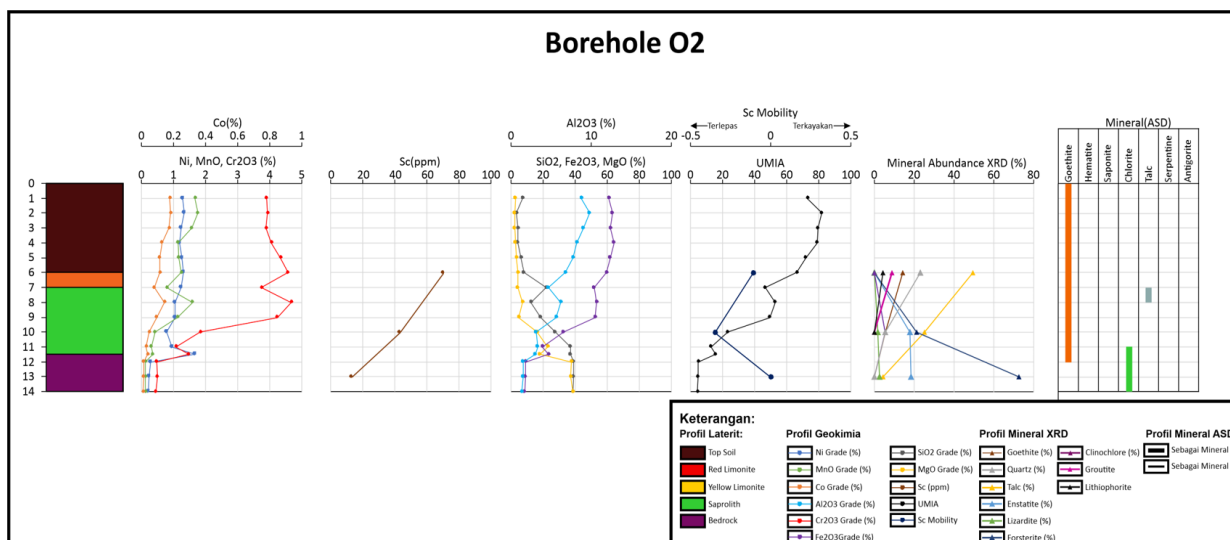 Borehole O2
Co(%)
0 0.2 0.4 0.6 0.8 1
Ni, MnO, Cr2O3 (%)
0 1 2 3 4 5
Sc(ppm)
0 20 40 60 80 100
Al2O3 (%)
0 10 20
SiO2, Fe2O3, MgO (%)
0 20 40 60 80 100
Sc Mobility
Terlepas Terkayakan
-0.5 0 0.5
UMIA
0 20 40 60 80 100
Mineral Abundance XRD (%)
0 20 40 60 80
Mineral(ASD)
Goethite
Hematite
Saponite
Chlorite
Talc
Serpentine
Antigorite
0
1
2
3
4
5
6
7
8
9
10
11
12
13
14
Keterangan:
Profil Laterit:
Top Soil
Red Limonite
Yellow Limonite
Saprolith
Bedrock
Profil Geokimia
Ni Grade (%)
MnO Grade (%)
Co Grade (%)
Al2O3 Grade (%)
Cr2O3 Grade (%)
Fe2O3Grade (%)
SiO2 Grade (%)
MgO Grade (%)
Sc (ppm)
UMIA
Sc Mobility
Profil Mineral XRD
Goethite (%)
Quartz (%)
Talc (%)
Enstatite (%)
Lizardite (%)
Forsterite (%)
Clinochlore (%)
Groutite
Lithiophorite
Profil Mineral ASD
Sebagai Mineral
Sebagai Mineral